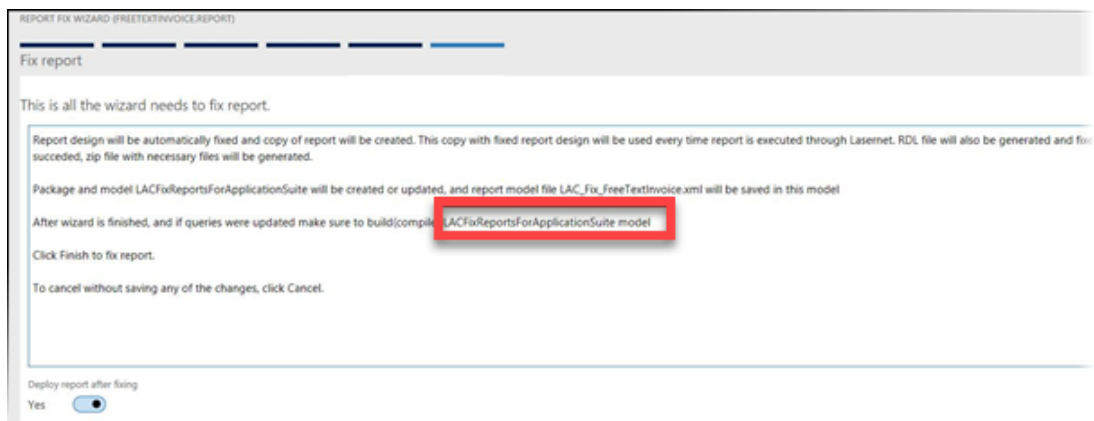 REPORT FIX WIZARD (FREETEXTINVOICE.REPORT)
Fix report
This is all the wizard needs to fix report.
Report design will be automatically fixed and copy of report will be created. This copy with fixed report design will be used every time report is executed through Lasernet. RDL file will also be generated and
succeded, zip file with necessary files will be generated.
Package and model LACFixReportsForApplicationSuite will be created or updated, and report model file LAC_Fix_FreeTextInvoice.xml will be saved in this model
After wizard is finished, and if queries were updated make sure to build(compile LACFixReportsForApplicationSuite model
Click Finish to fix report.
To cancel without saving any of the changes, click Cancel.
Deploy report after fixing
Yes